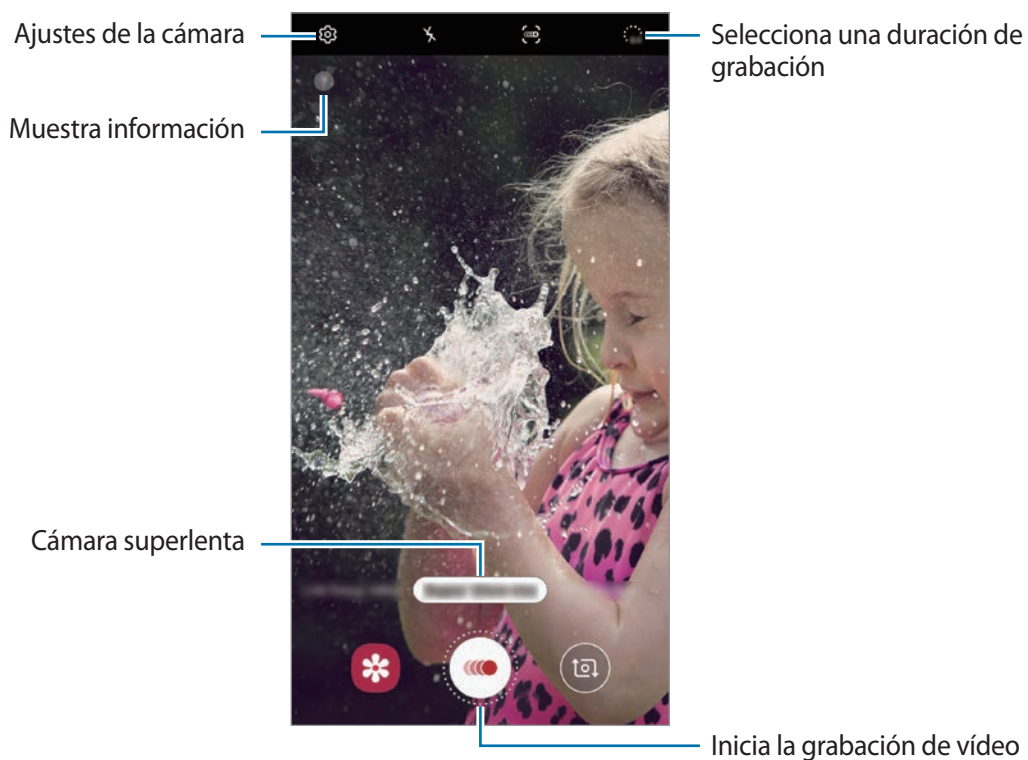 Ajustes de la cámara
Selecciona una duración de
grabación
Muestra información
Cámara superlenta
Inicia la grabación de vídeo